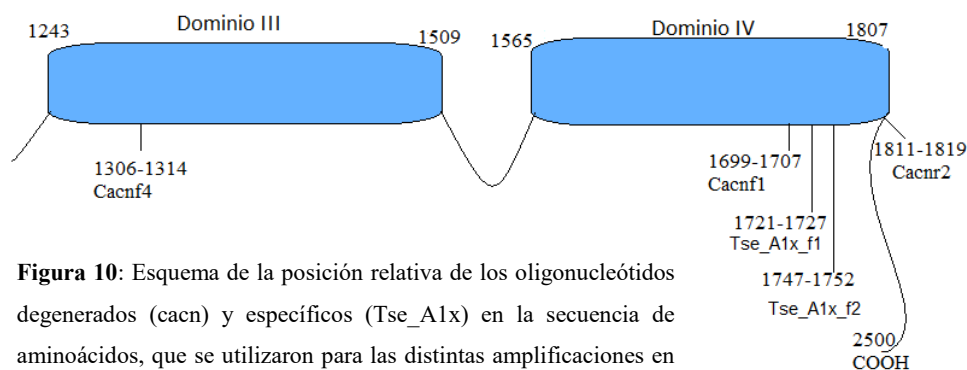 1243
Dominio III
1509
1565
Dominio IV
1807
1306-1314
Cacnf4
1699-1707
Cacnf1
1811-1819
Cacnr2
1721-1727
Tse_A1x_f1
1747-1752
Tse_A1x_f2
2500
COOH
Figura 10: Esquema de la posición relativa de los oligonucleótidos
degenerados (cacn) y específicos (Tse_A1x) en la secuencia de
aminoácidos, que se utilizaron para las distintas amplificaciones en